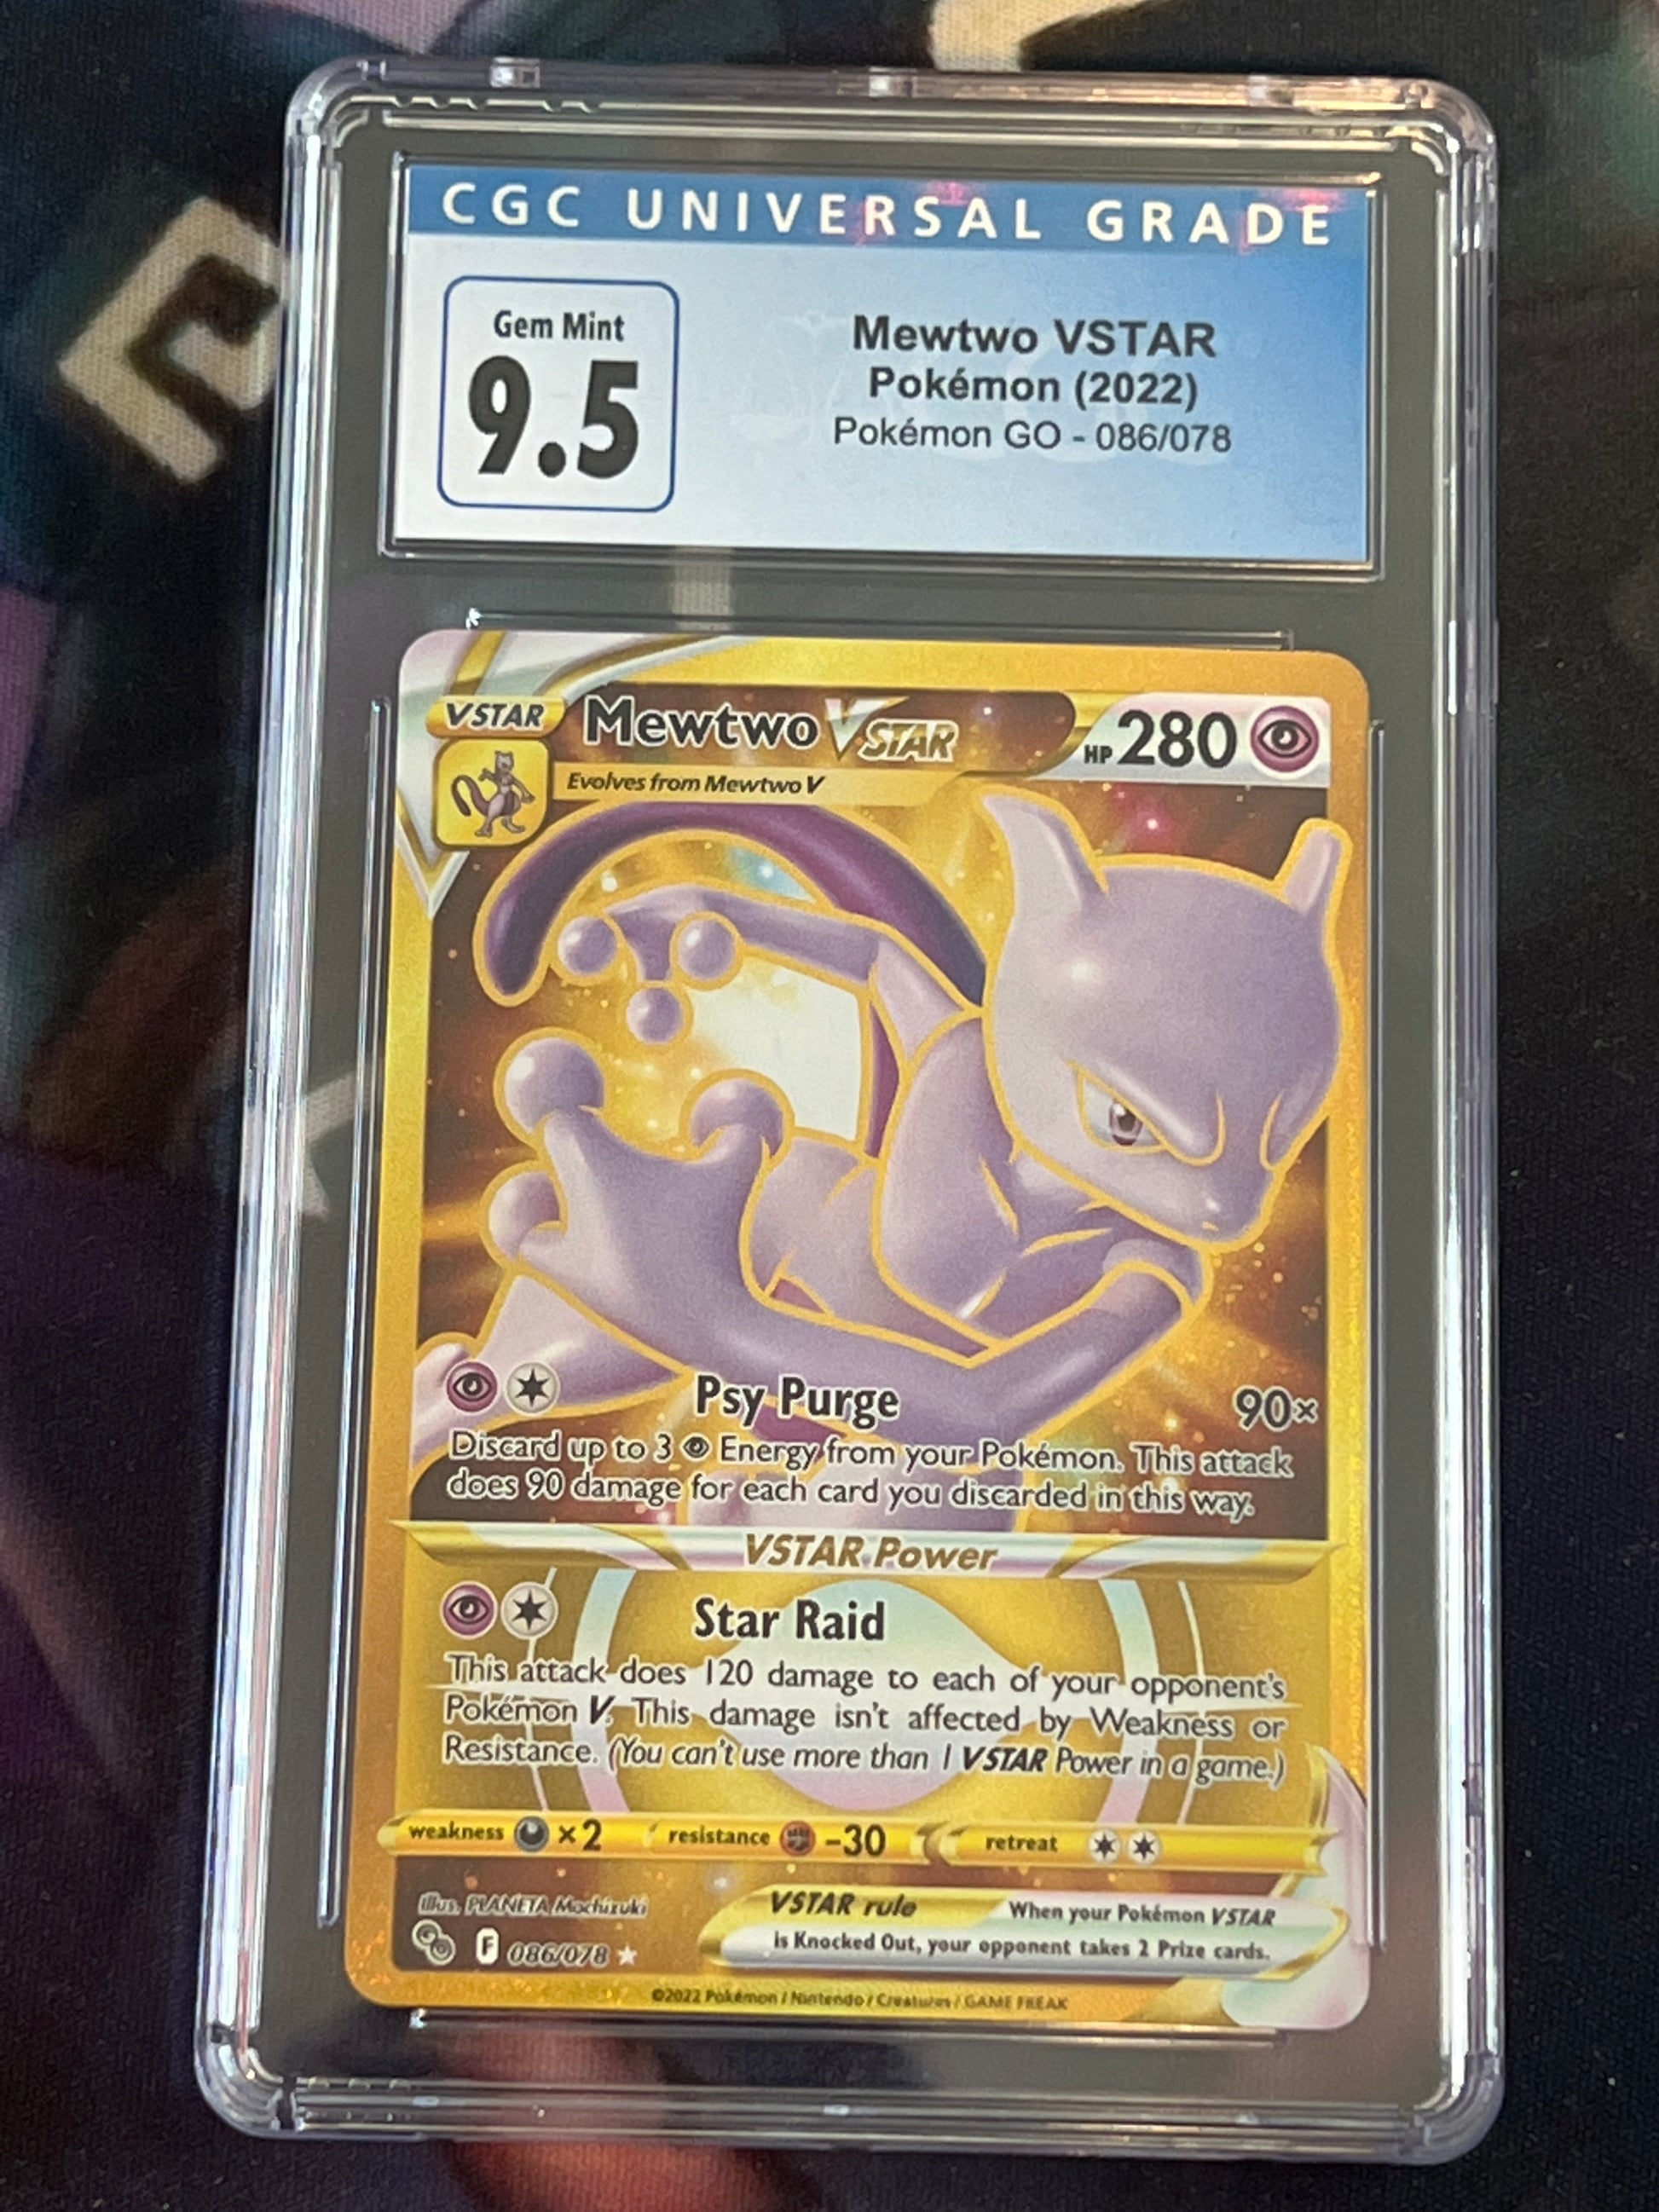 CGC UNIVERSAL GRADE
Gem Mint
9.5
Mewtwo VSTAR
Pokémon (2022)
Pokémon GO - 086/078
VSTAR
Mewtwo VSTAR
HP 280
Evolves from Mewtwo V
Psy Purge 90×
Discard up to 3 Energy from your Pokémon. This attack
does 90 damage for each card you discarded in this way.
VSTAR Power
Star Raid
This attack does 120 damage to each of your opponent's
Pokémon V. This damage isn't affected by Weakness or
Resistance. (You can't use more than 1 VSTAR Power in a game.)
weakness ×2 resistance -30 retreat
Illus. PLANETA Mochizuki
F 086/078
VSTAR rule When your Pokémon VSTAR
is Knocked Out, your opponent takes 2 Prize cards.
©2022 Pokémon / Nintendo / Creatures / GAME FREAK